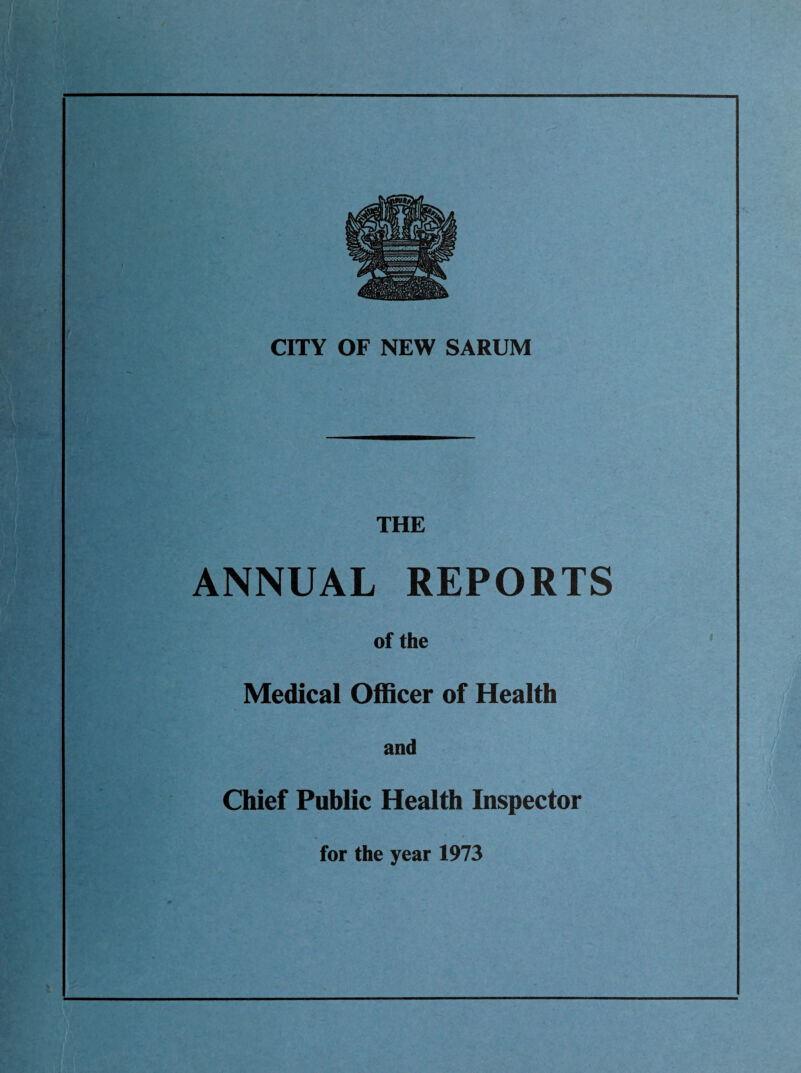 CITY OF NEW SARUM
THE
ANNUAL REPORTS
of the
Medical Officer of Health
and
Chief Public Health Inspector
for the year 1973